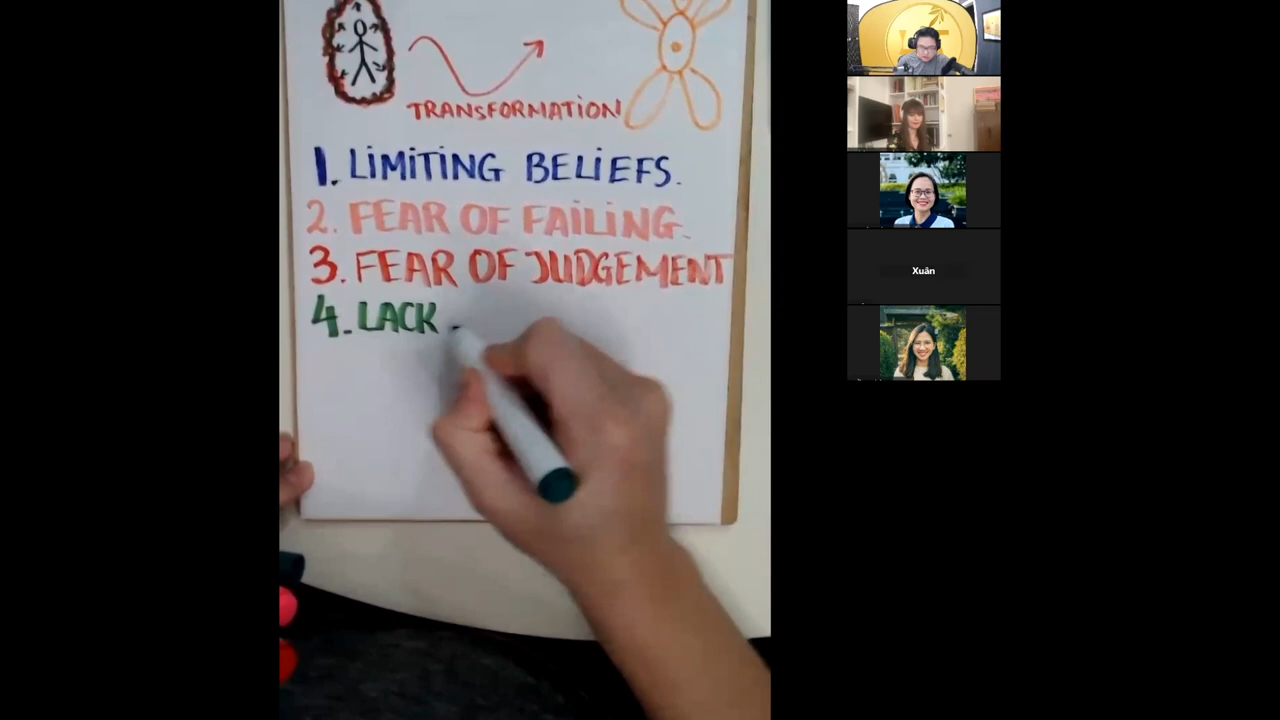 TRANSFORMATION
1. LIMITING BELIEFS.
2. FEAR OF FAILING.
3. FEAR OF JUDGEMENT
4. LACK
Xuân